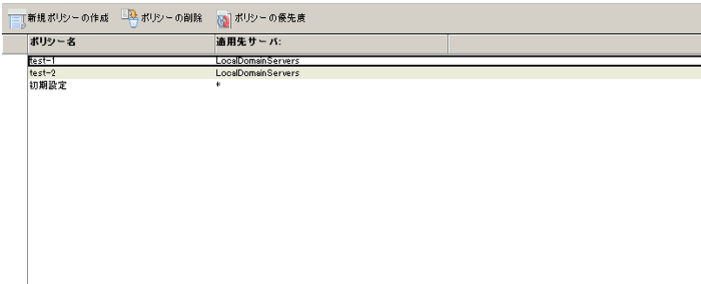 新規ポリシーの作成 ポリシーの削除 ポリシーの優先度
ポリシー名 適用先サーバ:
test-1 LocalDomainServers
test-2 LocalDomainServers
初期設定 *